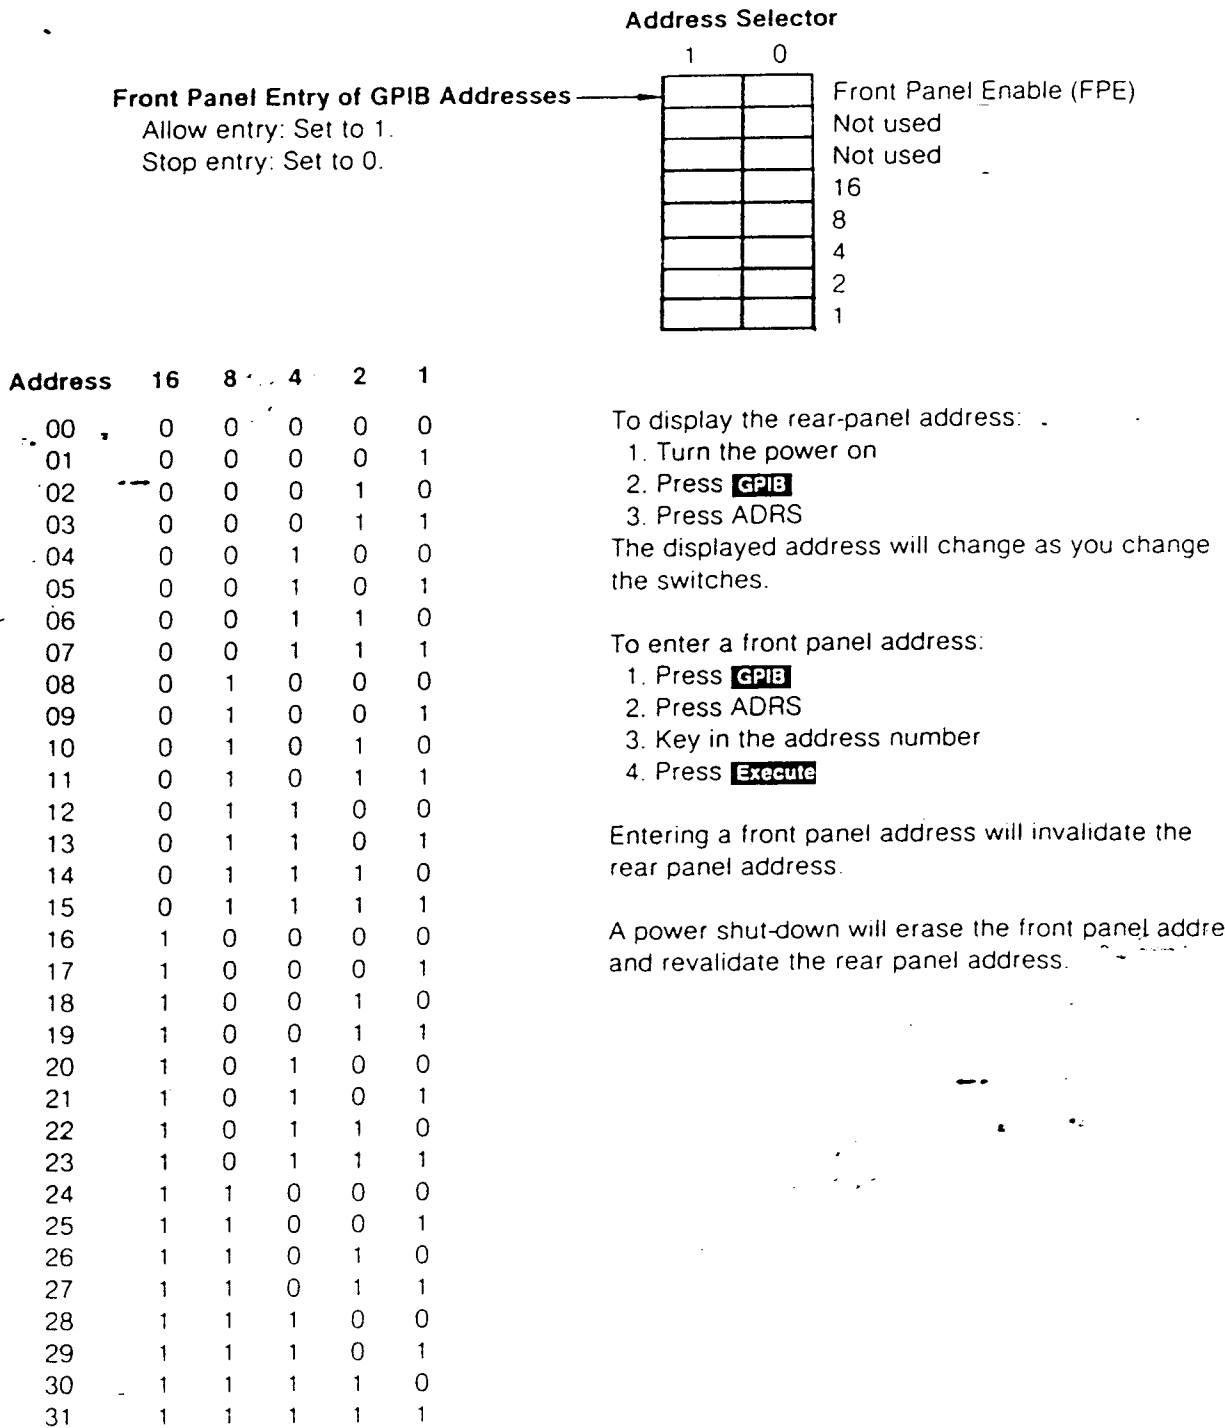 Address Selector
1 0
Front Panel Entry of GPIB Addresses
Allow entry: Set to 1.
Stop entry: Set to 0.
Front Panel Enable (FPE)
Not used
Not used
16
8
4
2
1
Address 16 8 4 2 1
00 0 0 0 0 0
01 0 0 0 0 1
02 0 0 0 1 0
03 0 0 0 1 1
04 0 0 1 0 0
05 0 0 1 0 1
06 0 0 1 1 0
07 0 0 1 1 1
08 0 1 0 0 0
09 0 1 0 0 1
10 0 1 0 1 0
11 0 1 0 1 1
12 0 1 1 0 0
13 0 1 1 0 1
14 0 1 1 1 0
15 0 1 1 1 1
16 1 0 0 0 0
17 1 0 0 0 1
18 1 0 0 1 0
19 1 0 0 1 1
20 1 0 1 0 0
21 1 0 1 0 1
22 1 0 1 1 0
23 1 0 1 1 1
24 1 1 0 0 0
25 1 1 0 0 1
26 1 1 0 1 0
27 1 1 0 1 1
28 1 1 1 0 0
29 1 1 1 0 1
30 1 1 1 1 0
31 1 1 1 1 1
To display the rear-panel address:
1. Turn the power on
2. Press GPIB
3. Press ADRS
The displayed address will change as you change
the switches.
To enter a front panel address:
1. Press GPIB
2. Press ADRS
3. Key in the address number
4. Press Execute
Entering a front panel address will invalidate the
rear panel address.
A power shut-down will erase the front panel addre
and revalidate the rear panel address.